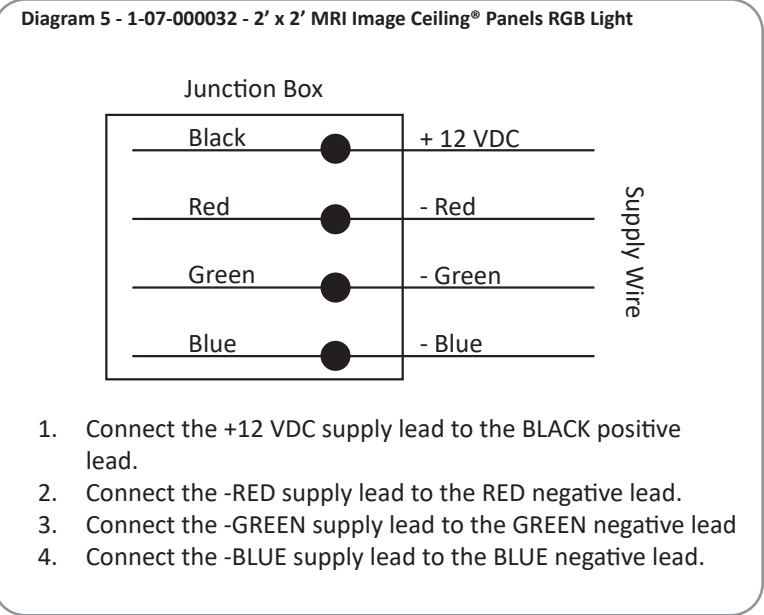 Diagram 5 - 1-07-000032 - 2’ x 2’ MRI Image Ceiling® Panels RGB Light
Junction Box
Black + 12 VDC
Red - Red
Green - Green
Blue - Blue
Supply Wire
1. Connect the +12 VDC supply lead to the BLACK positive
lead.
2. Connect the -RED supply lead to the RED negative lead.
3. Connect the -GREEN supply lead to the GREEN negative lead
4. Connect the -BLUE supply lead to the BLUE negative lead.